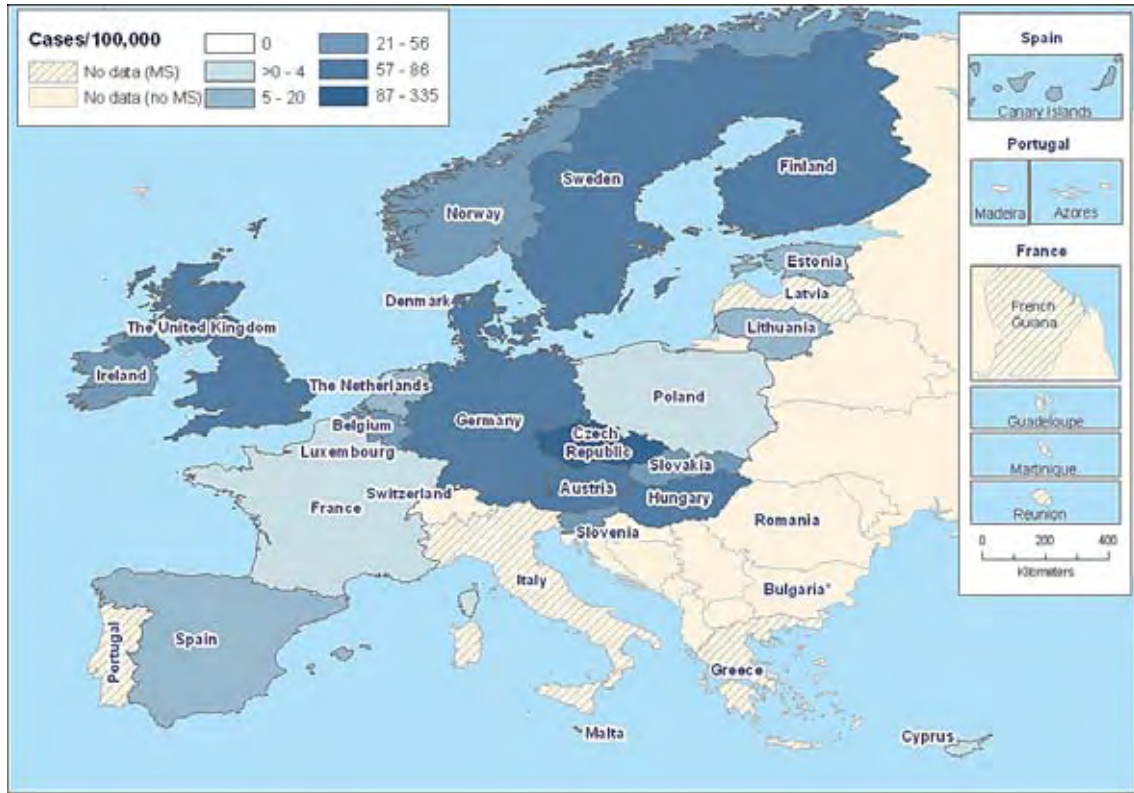 Cases/100,000
No data (MS)
No data (no MS)
0
>0 - 4
5 - 20
21 - 56
57 - 86
87 - 335
Spain
Canary Islands
Portugal
Madeira
Azores
France
French
Guiana
Guadeloupe
Martinique
Reunion
0 200 400
Kilometers
Finland
Sweden
Norway
Estonia
Latvia
Denmark
Lithuania
The United Kingdom
Ireland
The Netherlands
Poland
Germany
Belgium
Czech
Republic
Luxembourg
Slovakia
Switzerland
Austria
Hungary
France
Slovenia
Romania
Italy
Bulgaria*
Portugal
Spain
Greece
Malta
Cyprus